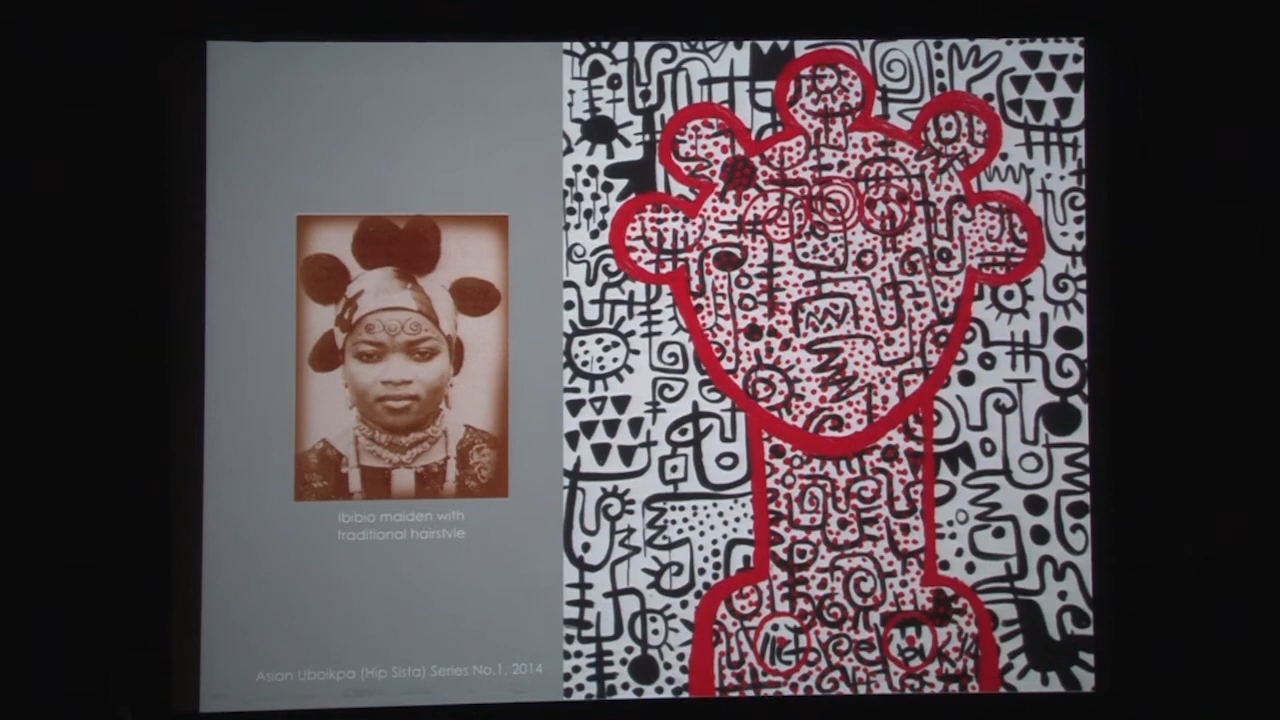 Ibibio maiden with
traditional hairstyle
Asian Uboikpa (Hip Sista) Series No.1, 2014